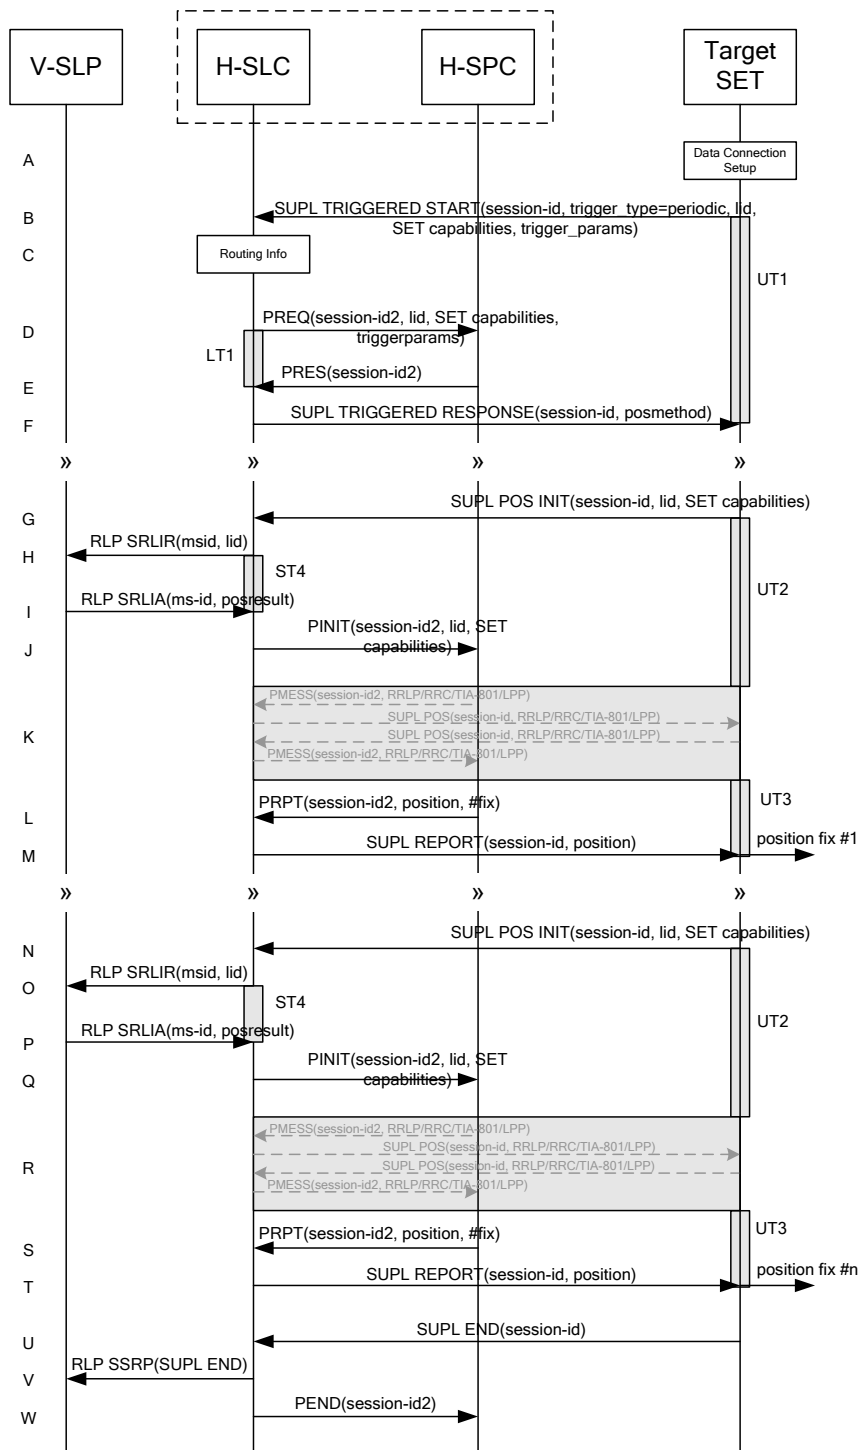 V-SLP
H-SLC
H-SPC
Target
SET
A
Data Connection
Setup
B
SUPL TRIGGERED START(session-id, trigger_type=periodic, lid,
SET capabilities, trigger_params)
C
Routing Info
UT1
D
PREQ(session-id2, lid, SET capabilities,
triggerparams)
LT1
E
PRES(session-id2)
F
SUPL TRIGGERED RESPONSE(session-id, posmethod)
»
»
»
»
G
SUPL POS INIT(session-id, lid, SET capabilities)
H
RLP SRLIR(msid, lid)
ST4
UT2
I
RLP SRLIA(ms-id, posresult)
J
PINIT(session-id2, lid, SET
capabilities)
K
PMESS(session-id2, RRLP/RRC/TIA-801/LPP)
SUPL POS(session-id, RRLP/RRC/TIA-801/LPP)
SUPL POS(session-id, RRLP/RRC/TIA-801/LPP)
PMESS(session-id2, RRLP/RRC/TIA-801/LPP)
UT3
L
PRPT(session-id2, position, #fix)
M
SUPL REPORT(session-id, position)
position fix #1
»
»
»
»
N
SUPL POS INIT(session-id, lid, SET capabilities)
O
RLP SRLIR(msid, lid)
ST4
UT2
P
RLP SRLIA(ms-id, posresult)
Q
PINIT(session-id2, lid, SET
capabilities)
R
PMESS(session-id2, RRLP/RRC/TIA-801/LPP)
SUPL POS(session-id, RRLP/RRC/TIA-801/LPP)
SUPL POS(session-id, RRLP/RRC/TIA-801/LPP)
PMESS(session-id2, RRLP/RRC/TIA-801/LPP)
UT3
S
PRPT(session-id2, position, #fix)
T
SUPL REPORT(session-id, position)
position fix #n
U
SUPL END(session-id)
V
RLP SSRP(SUPL END)
W
PEND(session-id2)